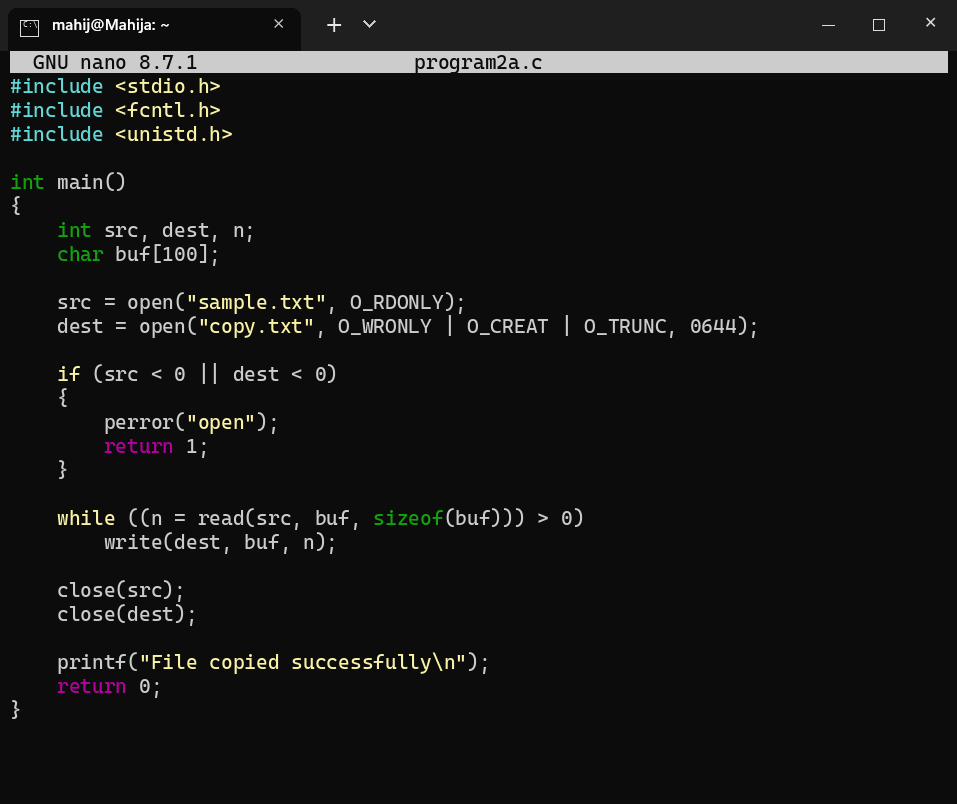 mahij@Mahija: ~
GNU nano 8.7.1 program2a.c
#include <stdio.h>
#include <fcntl.h>
#include <unistd.h>

int main()
{
    int src, dest, n;
    char buf[100];

    src = open("sample.txt", O_RDONLY);
    dest = open("copy.txt", O_WRONLY | O_CREAT | O_TRUNC, 0644);

    if (src < 0 || dest < 0)
    {
        perror("open");
        return 1;
    }

    while ((n = read(src, buf, sizeof(buf))) > 0)
        write(dest, buf, n);

    close(src);
    close(dest);

    printf("File copied successfully\n");
    return 0;
}